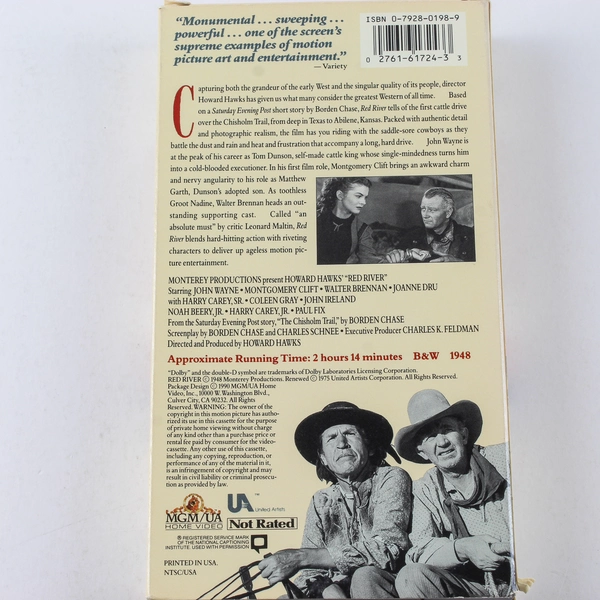 "Monumental . . . sweeping . . .
powerful . . . one of the screen's
supreme examples of motion
picture art and entertainment."
— Variety
ISBN 0-7928-0198-9
0 27616-1724-3 3
Capturing both the grandeur of the early West and the singular quality of its people, director
Howard Hawks has given us what many consider the greatest Western of all time. Based
on a Saturday Evening Post short story by Borden Chase, Red River tells of the first cattle drive
over the Chisholm Trail, from deep in Texas to Abilene, Kansas. Packed with authentic detail
and photographic realism, the film has you riding with the saddle-sore cowboys as they
battle the dust and rain and heat and frustration that accompany a long, hard drive. John Wayne is
at the peak of his career as Tom Dunson, self-made cattle king whose single-mindedness turns him
into a cold-blooded executioner. In his first film role, Montgomery Clift brings an awkward charm
and nervy angularity to his role as Matthew
Garth, Dunson's adopted son. As toothless
Groot Nadine, Walter Brennan heads an out-
standing supporting cast. Called "an
absolute must" by critic Leonard Maltin, Red
River blends hard-hitting action with riveting
characters to deliver up ageless motion pic-
ture entertainment.
MONTEREY PRODUCTIONS present HOWARD HAWKS' "RED RIVER"
Starring JOHN WAYNE • MONTGOMERY CLIFT • WALTER BRENNAN • JOANNE DRU
with HARRY CAREY, SR. • COLEEN GRAY • JOHN IRELAND
NOAH BEERY, JR. • HARRY CAREY, JR. • PAUL FIX
From the Saturday Evening Post story, "The Chisholm Trail," by BORDEN CHASE
Screenplay by BORDEN CHASE and CHARLES SCHNEE • Executive Producer CHARLES K. FELDMAN
Directed and Produced by HOWARD HAWKS
Approximate Running Time: 2 hours 14 minutes B&W 1948
"Dolby" and the double-D symbol are trademarks of Dolby Laboratories Licensing Corporation.
RED RIVER © 1948 Monterey Productions. Renewed © 1975 United Artists Corporation. All Rights Reserved.
Package Design © 1990 MGM/UA Home
Video, Inc., 10000 W. Washington Blvd.,
Culver City, CA 90232. All Rights
Reserved. WARNING: The owner of the
copyright in this motion picture has autho-
rized its use in this cassette for the purpose
of private home viewing without charge
of any kind other than a purchase price or
rental fee paid by consumer for the video-
cassette. Any other use of this cassette,
including any copying, reproduction, or
performance of any of the material in it,
is an infringement of copyright and may
result in civil liability or criminal prosecu-
tion as provided by law.
MGM/UA
HOME VIDEO
UA™
United Artists
Not Rated
® REGISTERED SERVICE MARK
OF THE NATIONAL CAPTIONING
INSTITUTE. USED WITH PERMISSION
PRINTED IN USA.
NTSC/USA